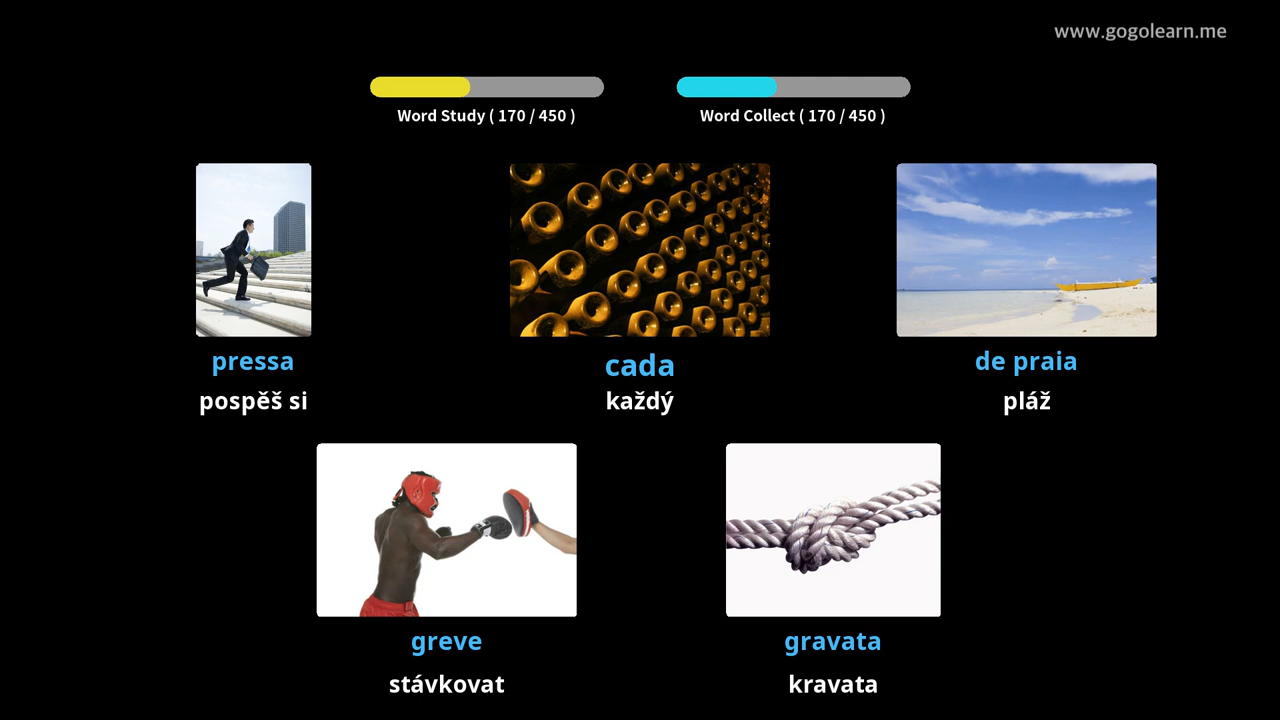 www.gogolearn.me
Word Study ( 170 / 450 )
Word Collect ( 170 / 450 )
pressa
pospěš si
cada
každý
de praia
pláž
greve
stávkovat
gravata
kravata